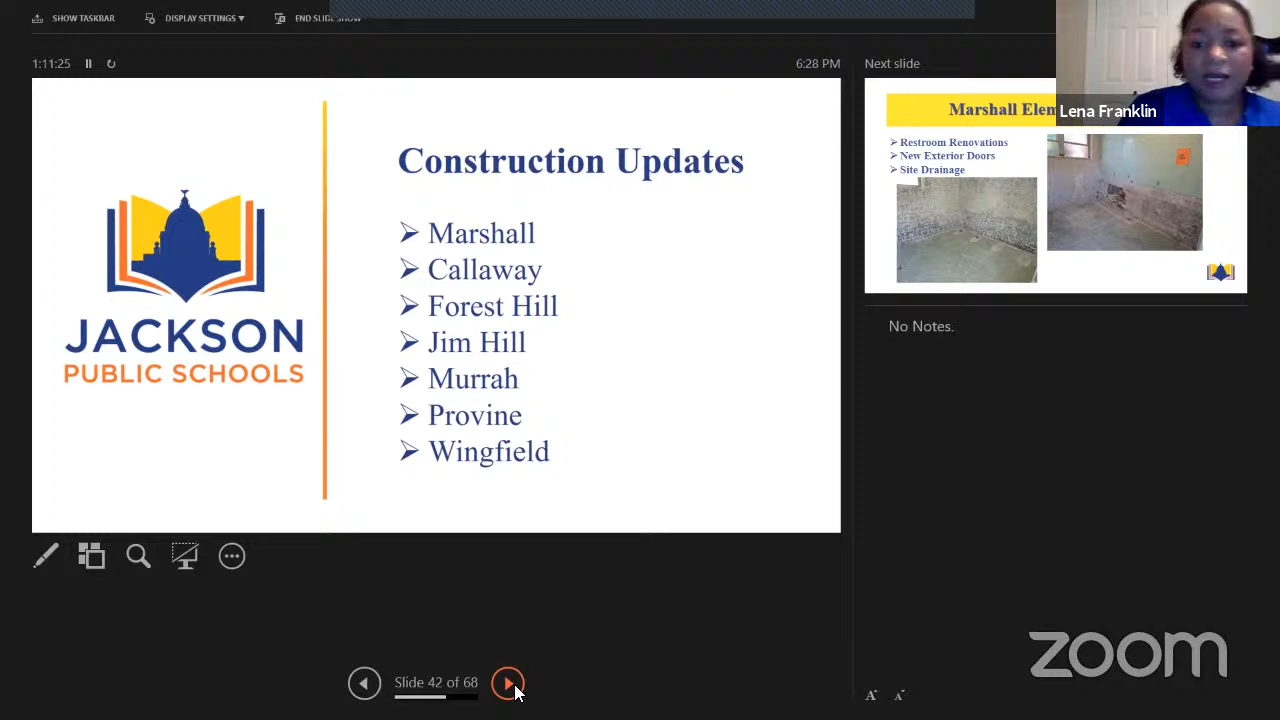 SHOW TASKBAR
DISPLAY SETTINGS
END SLIDE SHOW
1:11:25
6:28 PM
JACKSON
PUBLIC SCHOOLS
Construction Updates
Marshall
Callaway
Forest Hill
Jim Hill
Murrah
Provine
Wingfield
Next slide
Marshall Elem
Lena Franklin
Restroom Renovations
New Exterior Doors
Site Drainage
No Notes.
Slide 42 of 68
zoom
A A